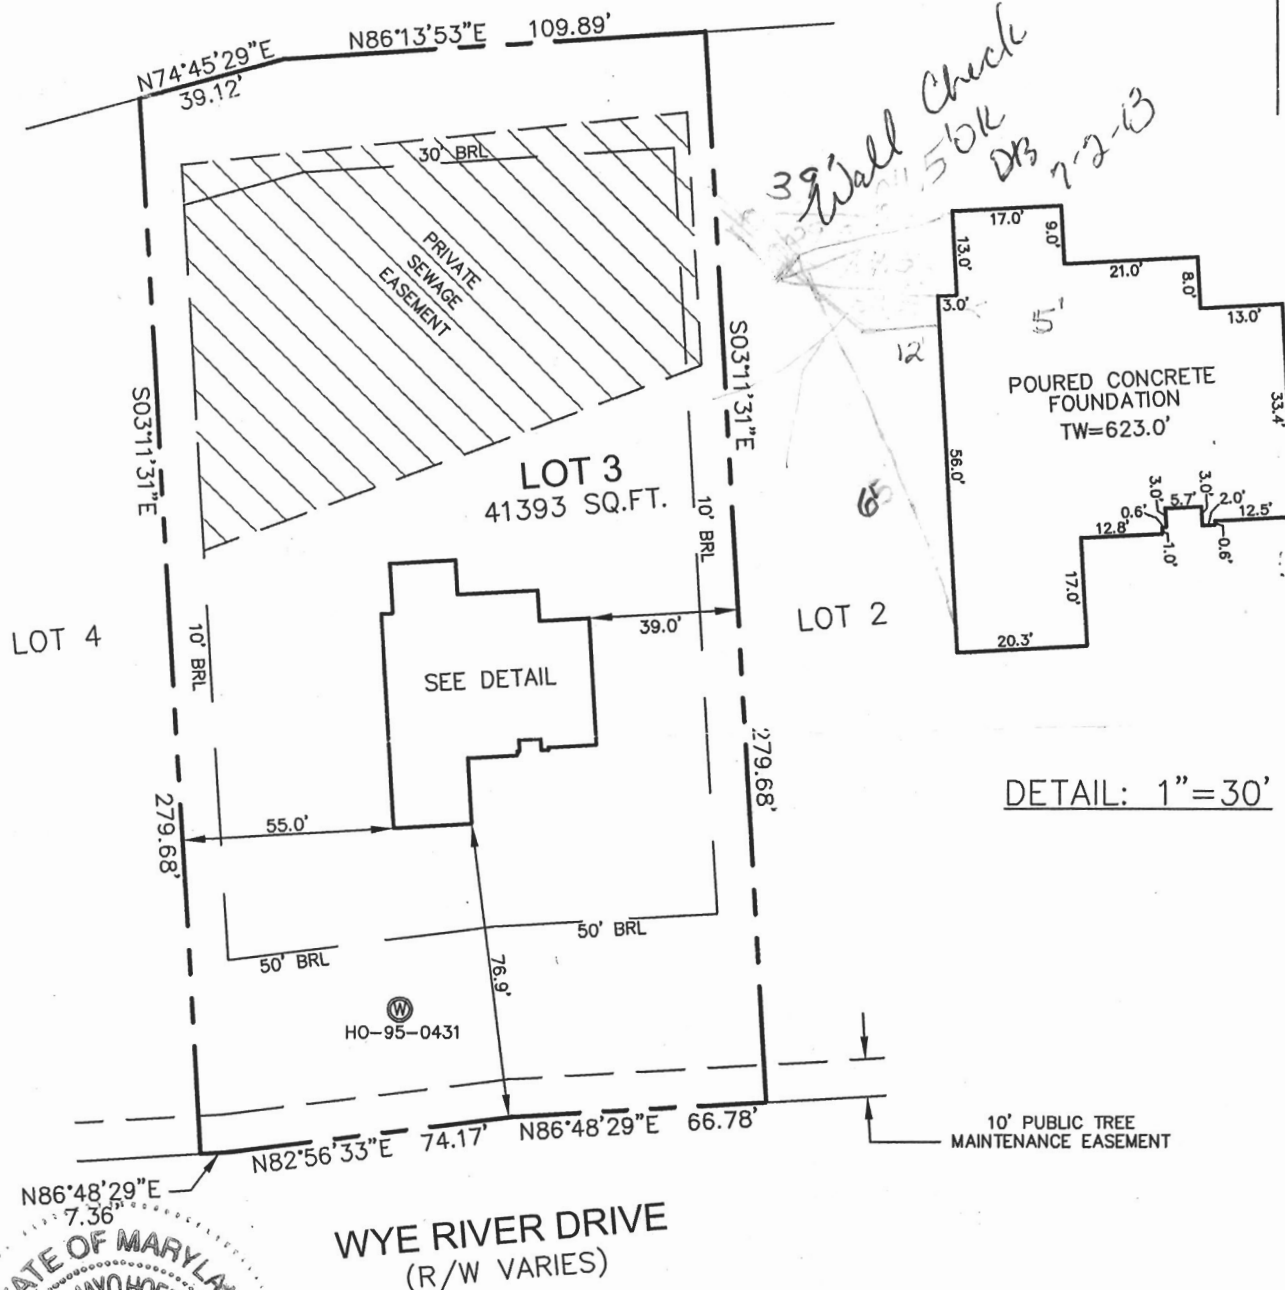 N74°45'29"E
39.12'
N86°13'53"E
109.89'
Wall Check
39'
5' OK
DB
7-2-13
30' BRL
PRIVATE
SEWAGE
EASEMENT
S03°11'31"E
S03°11'31"E
LOT 3
41393 SQ.FT.
10' BRL
10' BRL
LOT 4
LOT 2
39.0'
SEE DETAIL
279.68'
279.68'
55.0'
50' BRL
50' BRL
76.9'
W
HO-95-0431
N86°48'29"E
7.36"
N82°56'33"E
74.17'
N86°48'29"E
66.78'
10' PUBLIC TREE
MAINTENANCE EASEMENT
WYE RIVER DRIVE
(R/W VARIES)
17.0'
9.0'
13.0'
21.0'
8.0'
3.0'
13.0'
5'
12'
65
POURED CONCRETE
FOUNDATION
TW=623.0'
33.4'
56.0'
3.0'
5.7'
3.0'
2.0'
0.6'
12.8'
12.5'
1.0'
0.6'
17.0'
20.3'
DETAIL: 1"=30'
ATE OF MARYLA